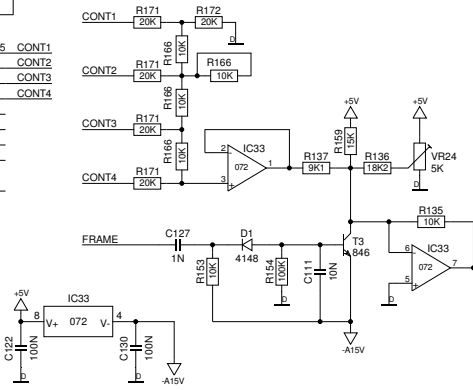 CONT1
R171
20K
R172
20K
D
5
CONT1
CONT2
CONT3
CONT4
R166
10K
CONT2
R171
20K
R166
10K
R166
10K
CONT3
R171
20K
R166
10K
CONT4
R171
20K
2
-
3
+
IC33
072
1
R137
9K1
+5V
R159
15K
R136
18K2
+5V
VR24
5K
D
FRAME
C127
1N
R153
10K
D1
4148
R154
100K
D
C111
10N
T3
846
-A15V
R135
10K
6
-
5
+
IC33
072
7
D
+5V
IC33
8
V+
072
V-
4
C122
100N
D
C130
100N
D
-A15V